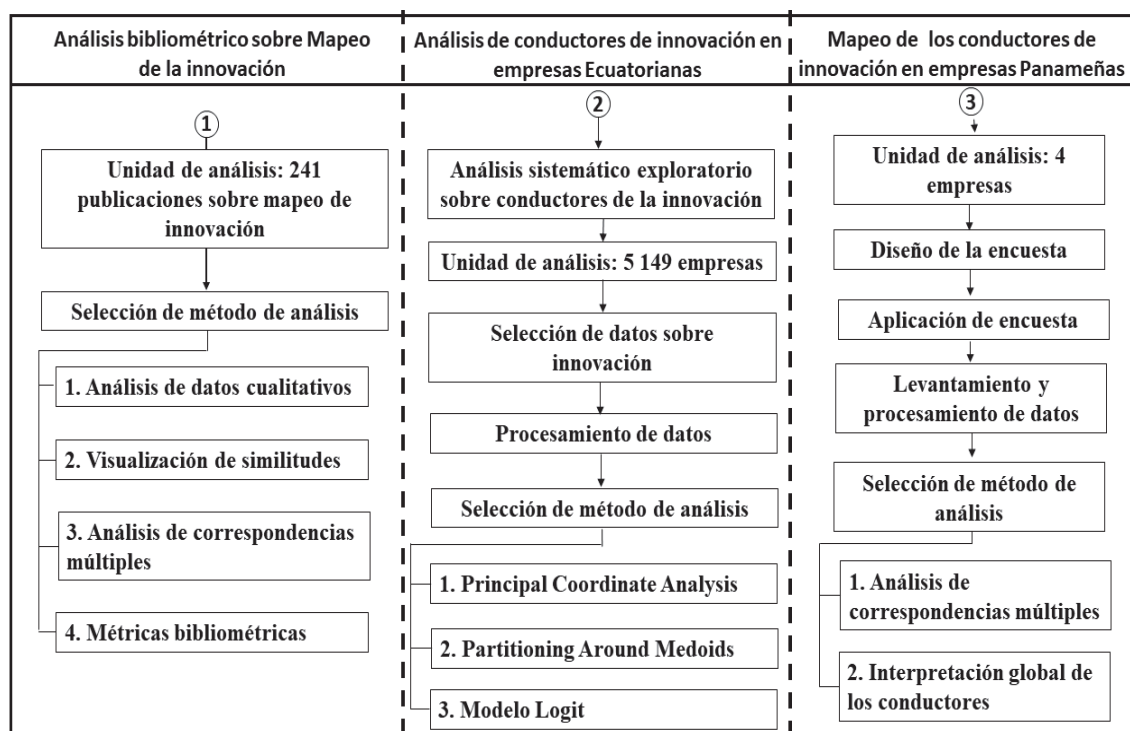 Análisis bibliométrico sobre Mapeo
de la innovación
1
Unidad de análisis: 241
publicaciones sobre mapeo de
innovación
Selección de método de análisis
1. Análisis de datos cualitativos
2. Visualización de similitudes
3. Análisis de correspondencias
múltiples
4. Métricas bibliométricas
Análisis de conductores de innovación en
empresas Ecuatorianas
2
Análisis sistemático exploratorio
sobre conductores de la innovación
Unidad de análisis: 5 149 empresas
Selección de datos sobre
innovación
Procesamiento de datos
Selección de método de análisis
1. Principal Coordinate Analysis
2. Partitioning Around Medoids
3. Modelo Logit
Mapeo de los conductores de
innovación en empresas Panameñas
3
Unidad de análisis: 4
empresas
Diseño de la encuesta
Aplicación de encuesta
Levantamiento y
procesamiento de datos
Selección de método de
análisis
1. Análisis de
correspondencias múltiples
2. Interpretación global de
los conductores